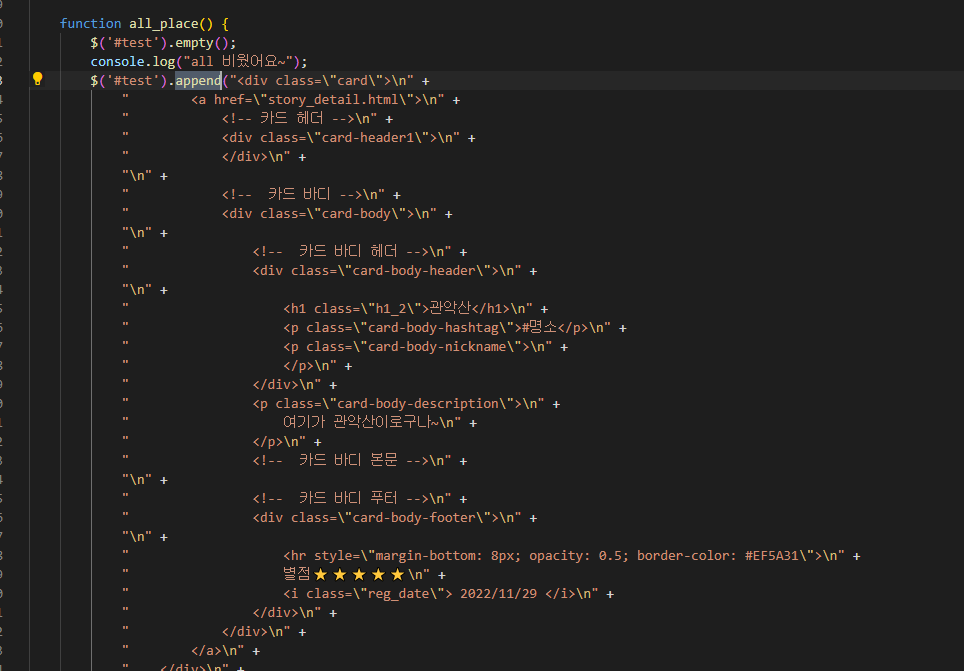 function all_place() {
$('#test').empty();
console.log("all 비웠어요~");
$('#test').append("<div class=\"card\">\n" +
"        <a href=\"story_detail.html\">\n" +
"            <!-- 카드 헤더 -->\n" +
"            <div class=\"card-header1\">\n" +
"            </div>\n" +
"\n" +
"            <!--  카드 바디 -->\n" +
"            <div class=\"card-body\">\n" +
"\n" +
"                <!--  카드 바디 헤더 -->\n" +
"                <div class=\"card-body-header\">\n" +
"\n" +
"                    <h1 class=\"h1_2\">관악산</h1>\n" +
"                    <p class=\"card-body-hashtag\">#명소</p>\n" +
"                    <p class=\"card-body-nickname\">\n" +
"                    </p>\n" +
"                </div>\n" +
"                <p class=\"card-body-description\">\n" +
"                    여기가 관악산이로구나~\n" +
"                </p>\n" +
"                <!--  카드 바디 본문 -->\n" +
"\n" +
"                <!--  카드 바디 푸터 -->\n" +
"                <div class=\"card-body-footer\">\n" +
"\n" +
"                    <hr style=\"margin-bottom: 8px; opacity: 0.5; border-color: #EF5A31\">\n" +
"                    별점⭐⭐⭐⭐⭐\n" +
"                    <i class=\"reg_date\"> 2022/11/29 </i>\n" +
"                </div>\n" +
"            </div>\n" +
"        </a>\n" +
"    </div>\n" +